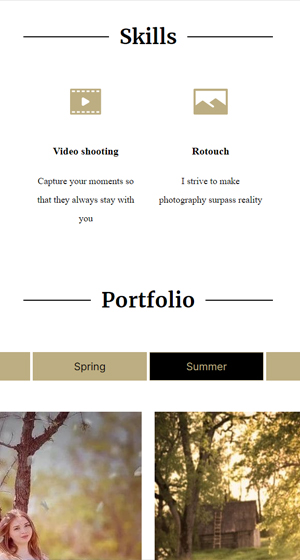 Skills
Video shooting
Capture your moments so
that they always stay with
you
Rotouch
I strive to make
photography surpass reality
Portfolio
Spring
Summer